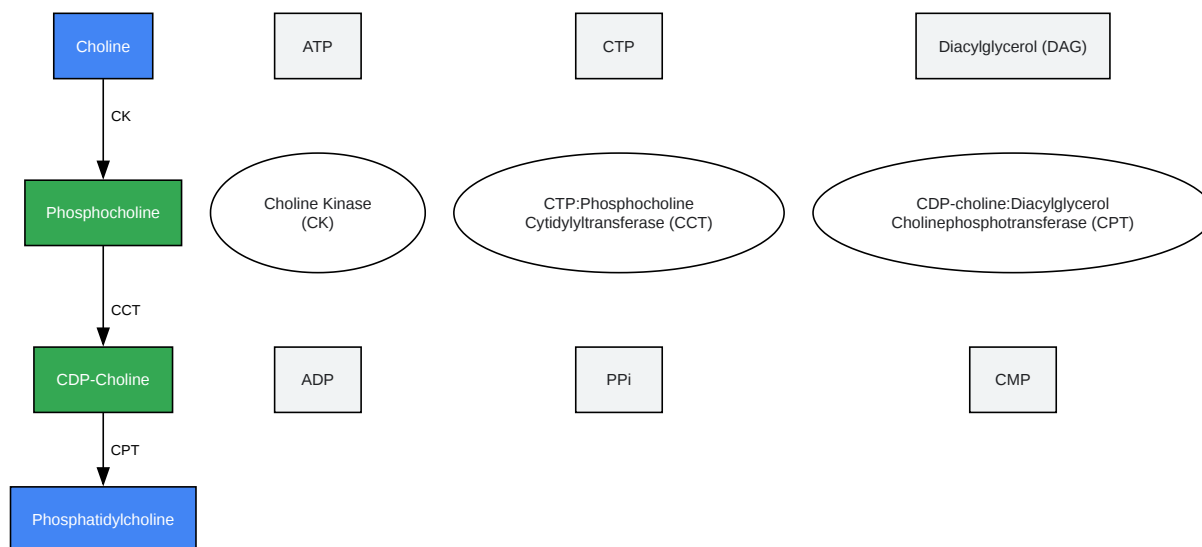 Choline
ATP
CTP
Diacylglycerol (DAG)
CK
Phosphocholine
Choline Kinase
(CK)
CTP:Phosphocholine
Cytidylyltransferase (CCT)
CDP-choline:Diacylglycerol
Cholinephosphotransferase (CPT)
CCT
CDP-Choline
ADP
PPi
CMP
CPT
Phosphatidylcholine